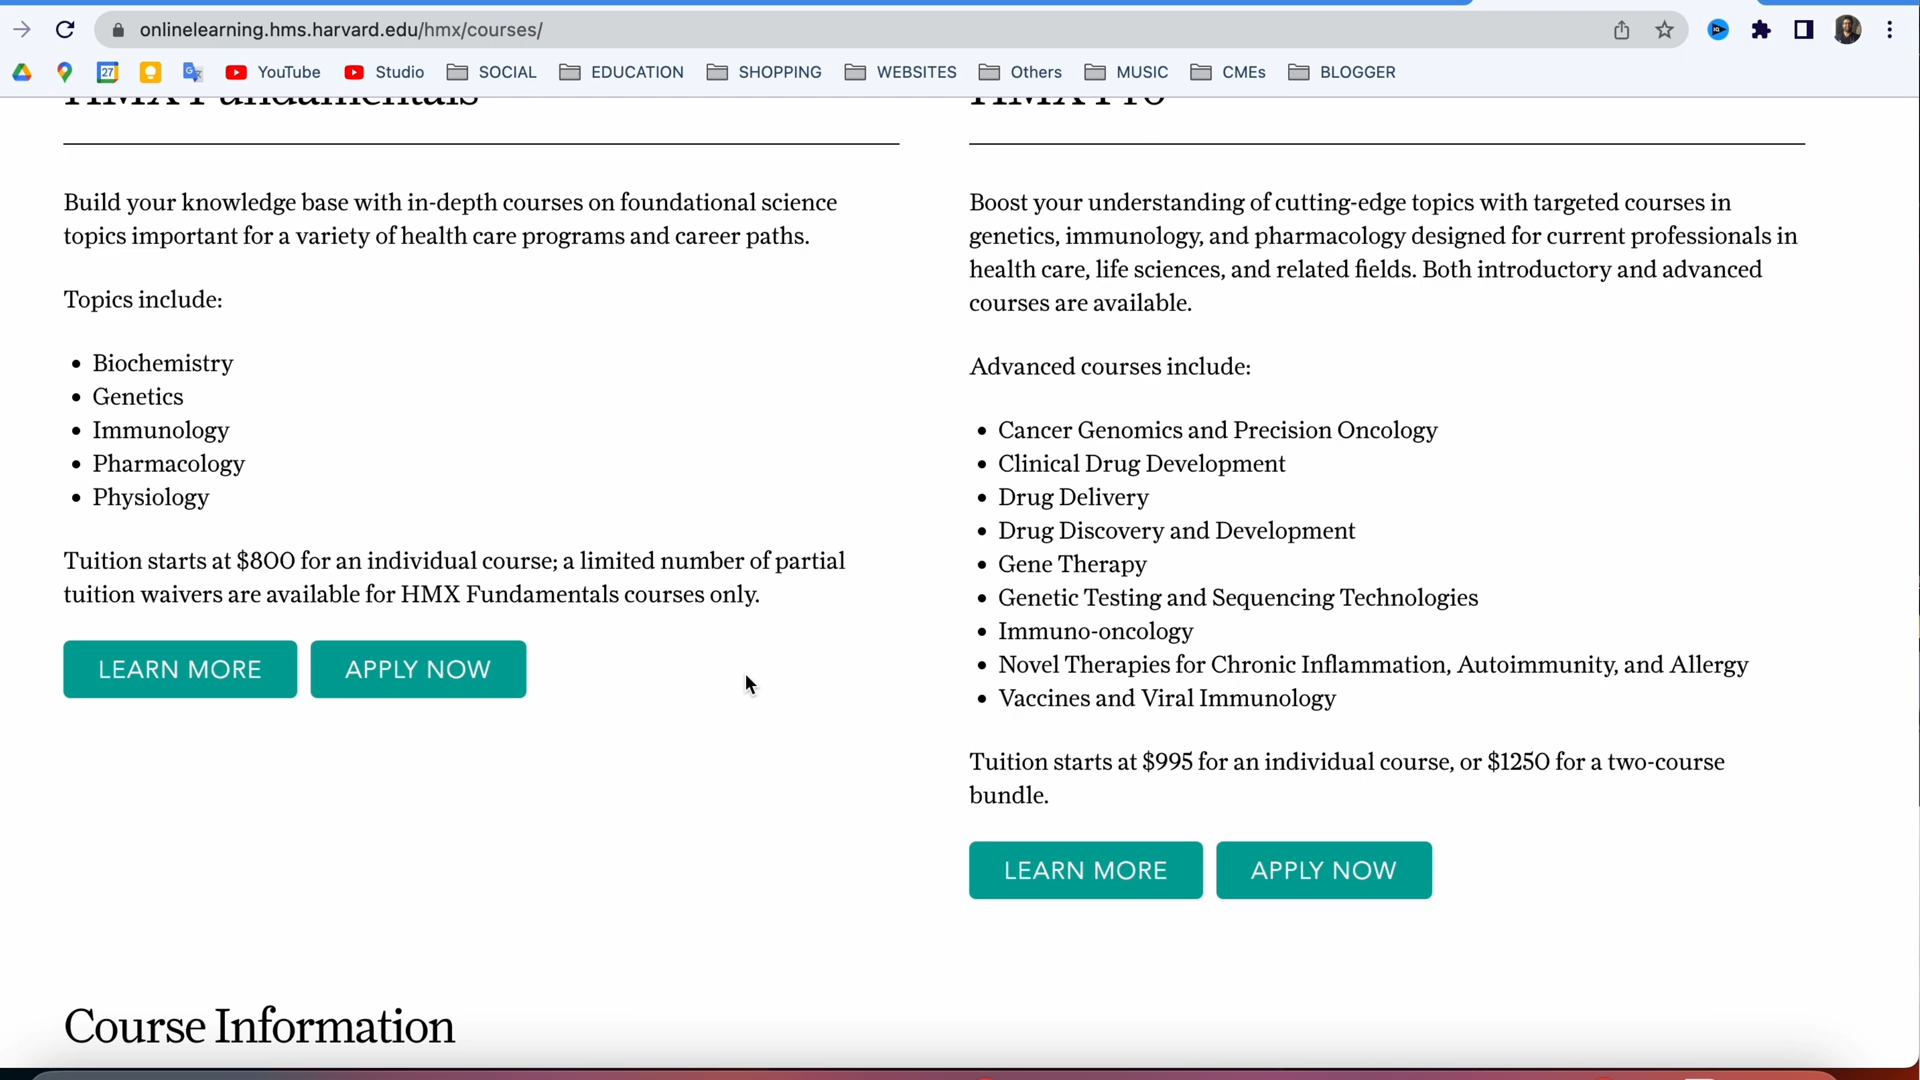 onlinelearning.hms.harvard.edu/hmx/courses/
27
YouTube
Studio
SOCIAL
EDUCATION
SHOPPING
WEBSITES
Others
MUSIC
CMEs
BLOGGER
HMX Fundamentals
Build your knowledge base with in-depth courses on foundational science
topics important for a variety of health care programs and career paths.
Topics include:
• Biochemistry
• Genetics
• Immunology
• Pharmacology
• Physiology
Tuition starts at $800 for an individual course; a limited number of partial
tuition waivers are available for HMX Fundamentals courses only.
LEARN MORE
APPLY NOW
HMX Pro
Boost your understanding of cutting-edge topics with targeted courses in
genetics, immunology, and pharmacology designed for current professionals in
health care, life sciences, and related fields. Both introductory and advanced
courses are available.
Advanced courses include:
• Cancer Genomics and Precision Oncology
• Clinical Drug Development
• Drug Delivery
• Drug Discovery and Development
• Gene Therapy
• Genetic Testing and Sequencing Technologies
• Immuno-oncology
• Novel Therapies for Chronic Inflammation, Autoimmunity, and Allergy
• Vaccines and Viral Immunology
Tuition starts at $995 for an individual course, or $1250 for a two-course
bundle.
LEARN MORE
APPLY NOW
Course Information